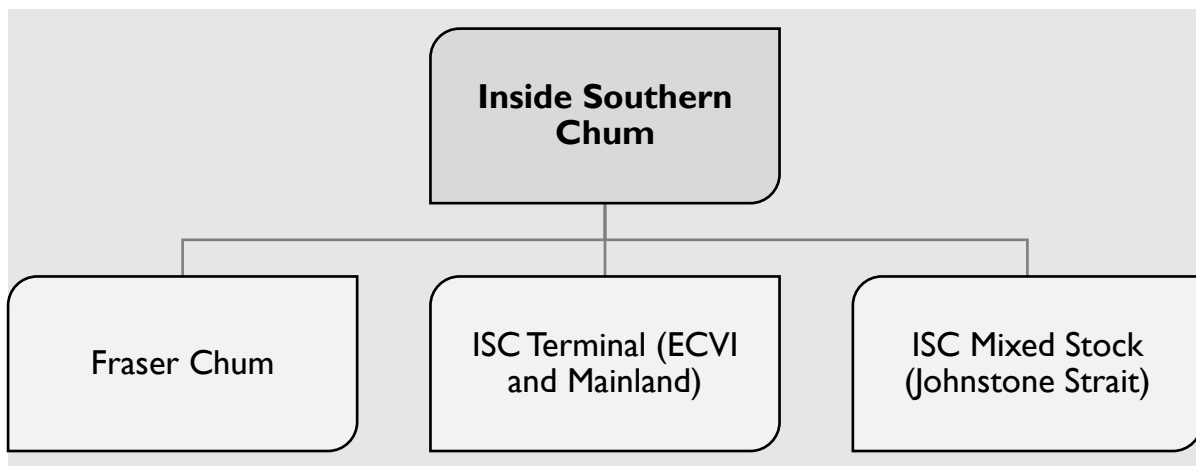 Inside Southern
Chum
Fraser Chum
ISC Terminal (ECVI
and Mainland)
ISC Mixed Stock
(Johnstone Strait)